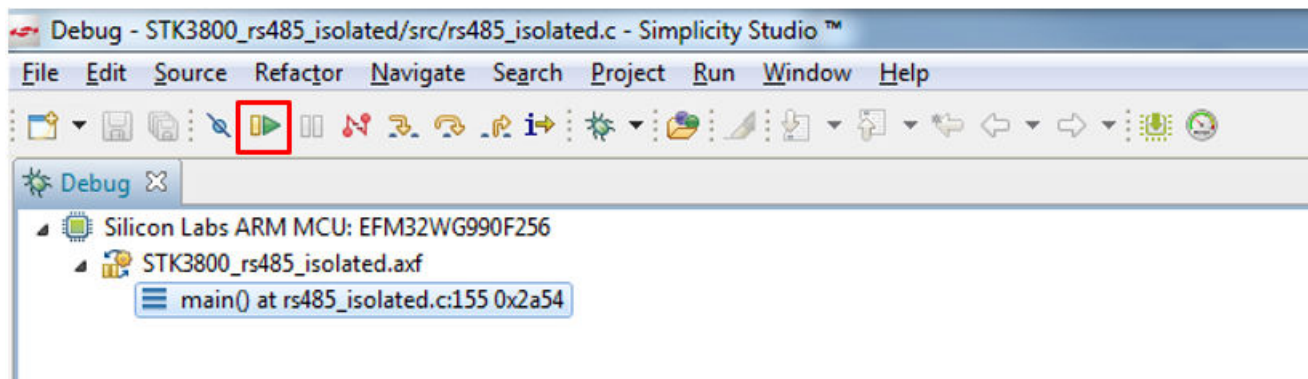 Debug - STK3800_rs485_isolated/src/rs485_isolated.c - Simplicity Studio ™
File Edit Source Refactor Navigate Search Project Run Window Help
Debug
Silicon Labs ARM MCU: EFM32WG990F256
STK3800_rs485_isolated.axf
main() at rs485_isolated.c:155 0x2a54